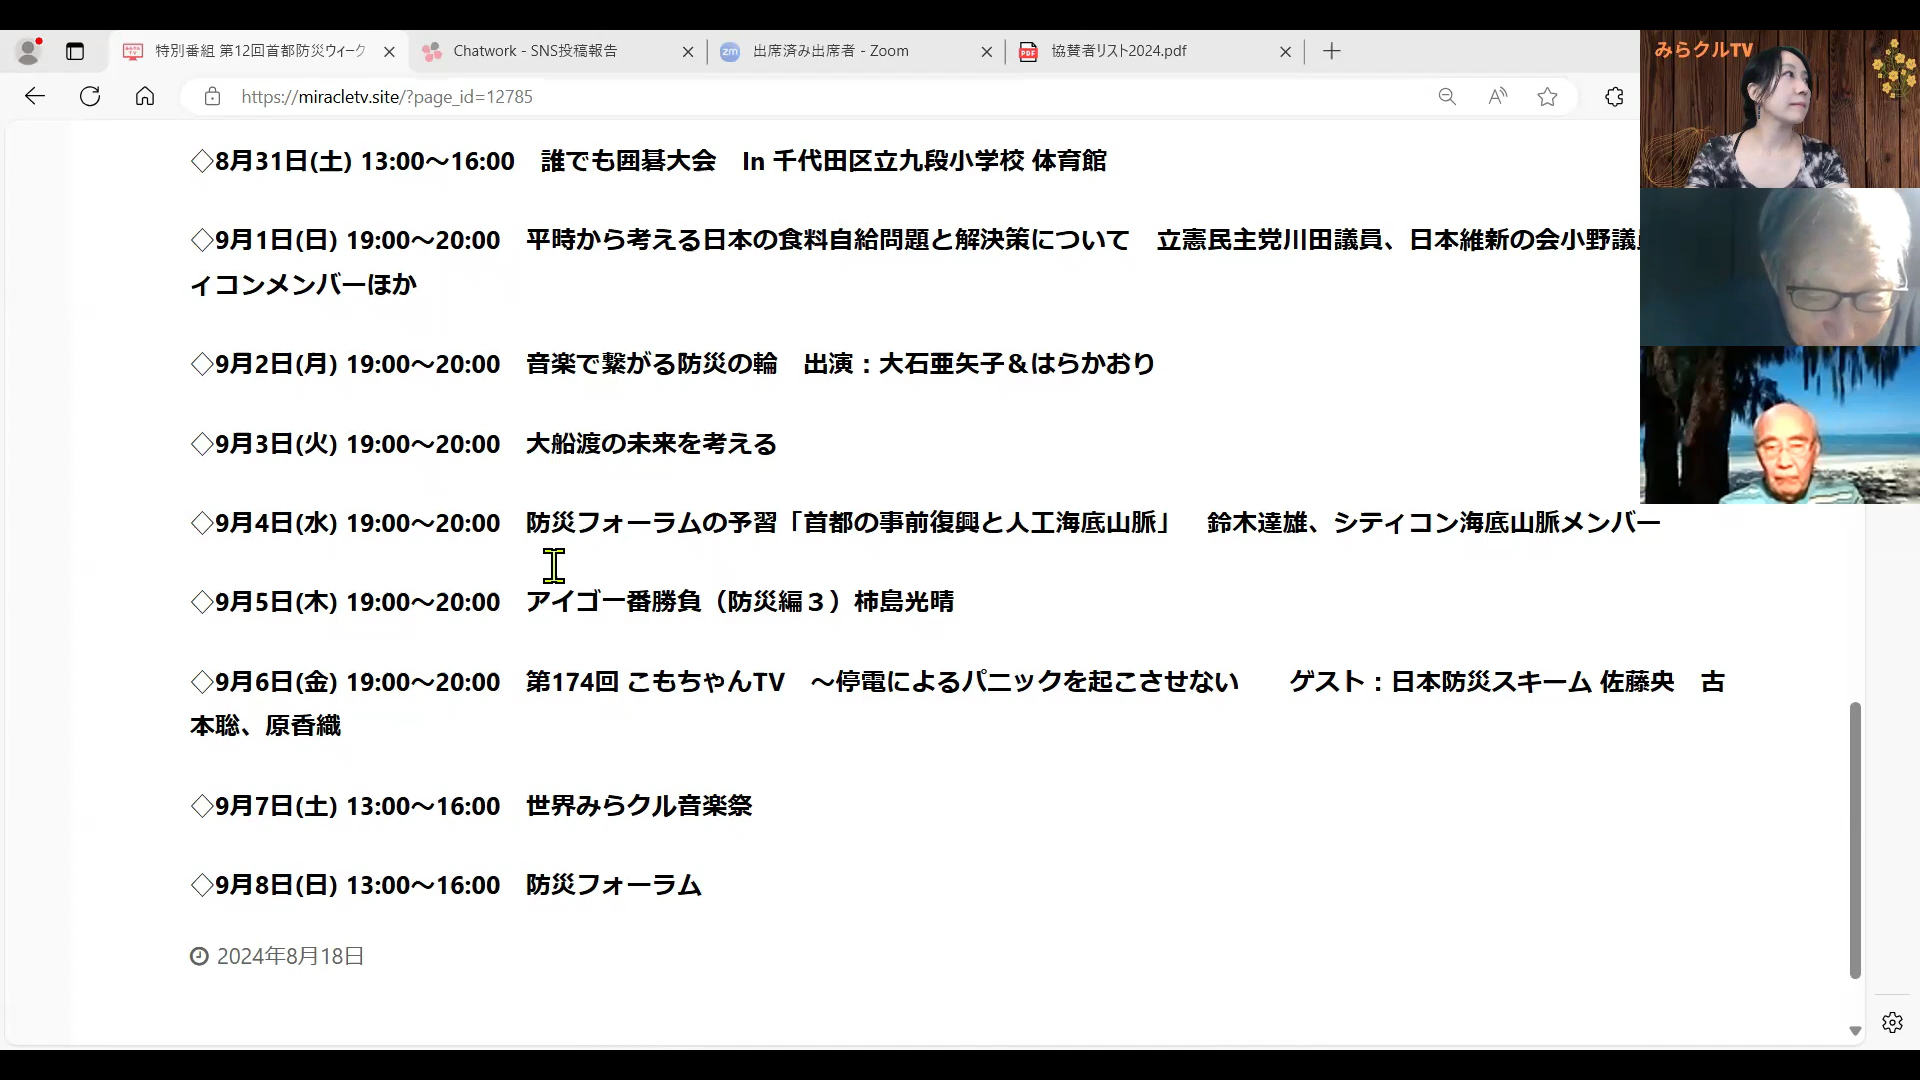 特別番組 第12回首都防災ウィーク
Chatwork - SNS投稿報告
出席済み出席者 - Zoom
協賛者リスト2024.pdf
https://miracletv.site/?page_id=12785
みらクルTV
◇8月31日(土) 13:00～16:00　誰でも囲碁大会　In 千代田区立九段小学校 体育館
◇9月1日(日) 19:00～20:00　平時から考える日本の食料自給問題と解決策について　立憲民主党川田議員、日本維新の会小野議
ィコンメンバーほか
◇9月2日(月) 19:00～20:00　音楽で繋がる防災の輪　出演：大石亜矢子＆はらかおり
◇9月3日(火) 19:00～20:00　大船渡の未来を考える
◇9月4日(水) 19:00～20:00　防災フォーラムの予習「首都の事前復興と人工海底山脈」　鈴木達雄、シティコン海底山脈メンバー
◇9月5日(木) 19:00～20:00　アイゴー番勝負（防災編３）柿島光晴
◇9月6日(金) 19:00～20:00　第174回 こもちゃんTV　～停電によるパニックを起こさせない　　ゲスト：日本防災スキーム 佐藤央　古
本聡、原香織
◇9月7日(土) 13:00～16:00　世界みらクル音楽祭
◇9月8日(日) 13:00～16:00　防災フォーラム
2024年8月18日